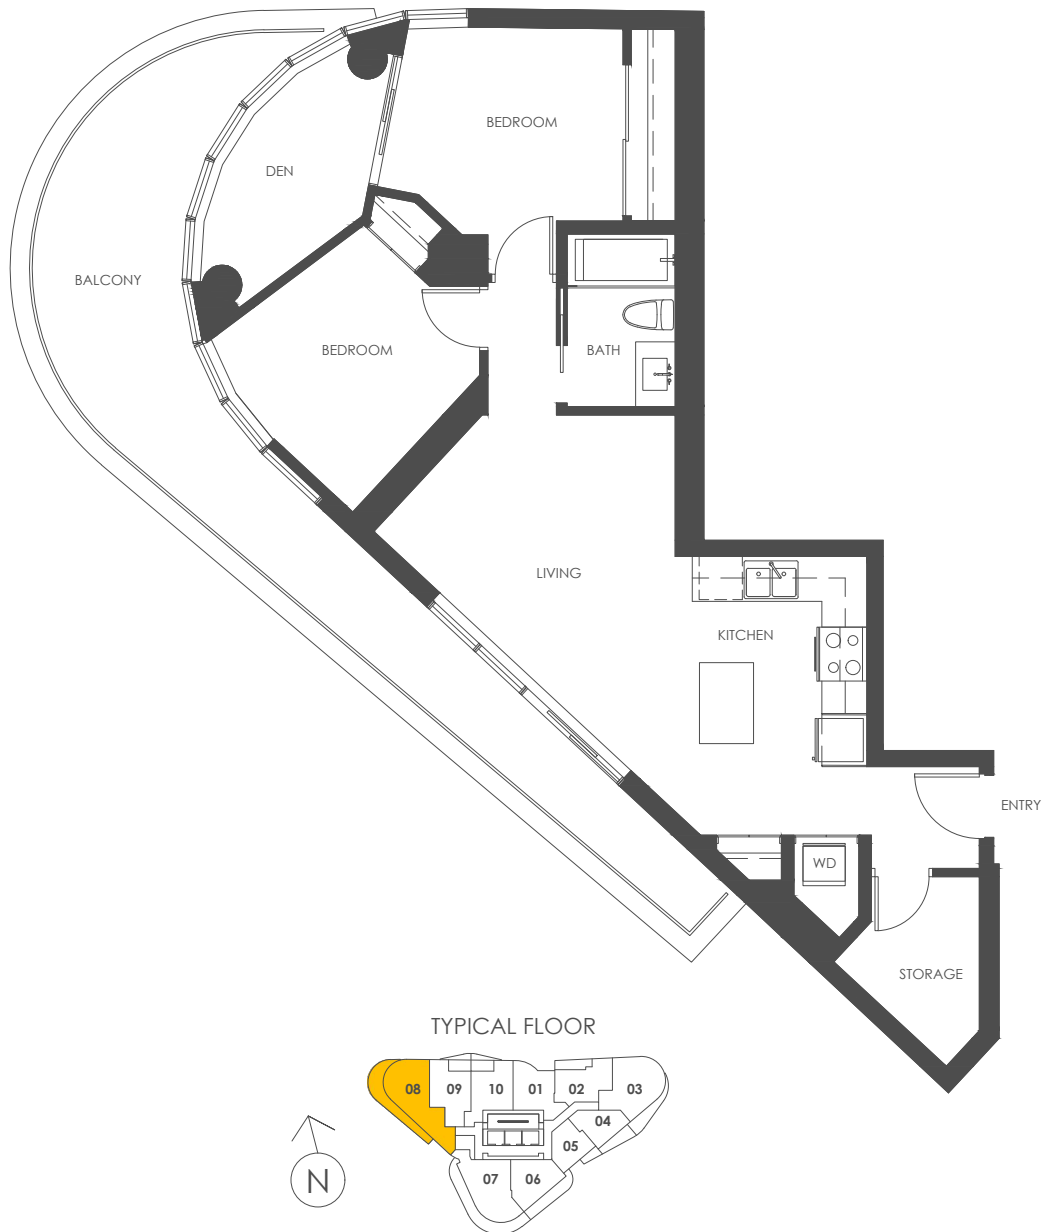 BEDROOM
DEN
BALCONY
BEDROOM
BATH
LIVING
KITCHEN
ENTRY
WD
STORAGE
TYPICAL FLOOR
08
09
10
01
02
03
04
05
07
06
N